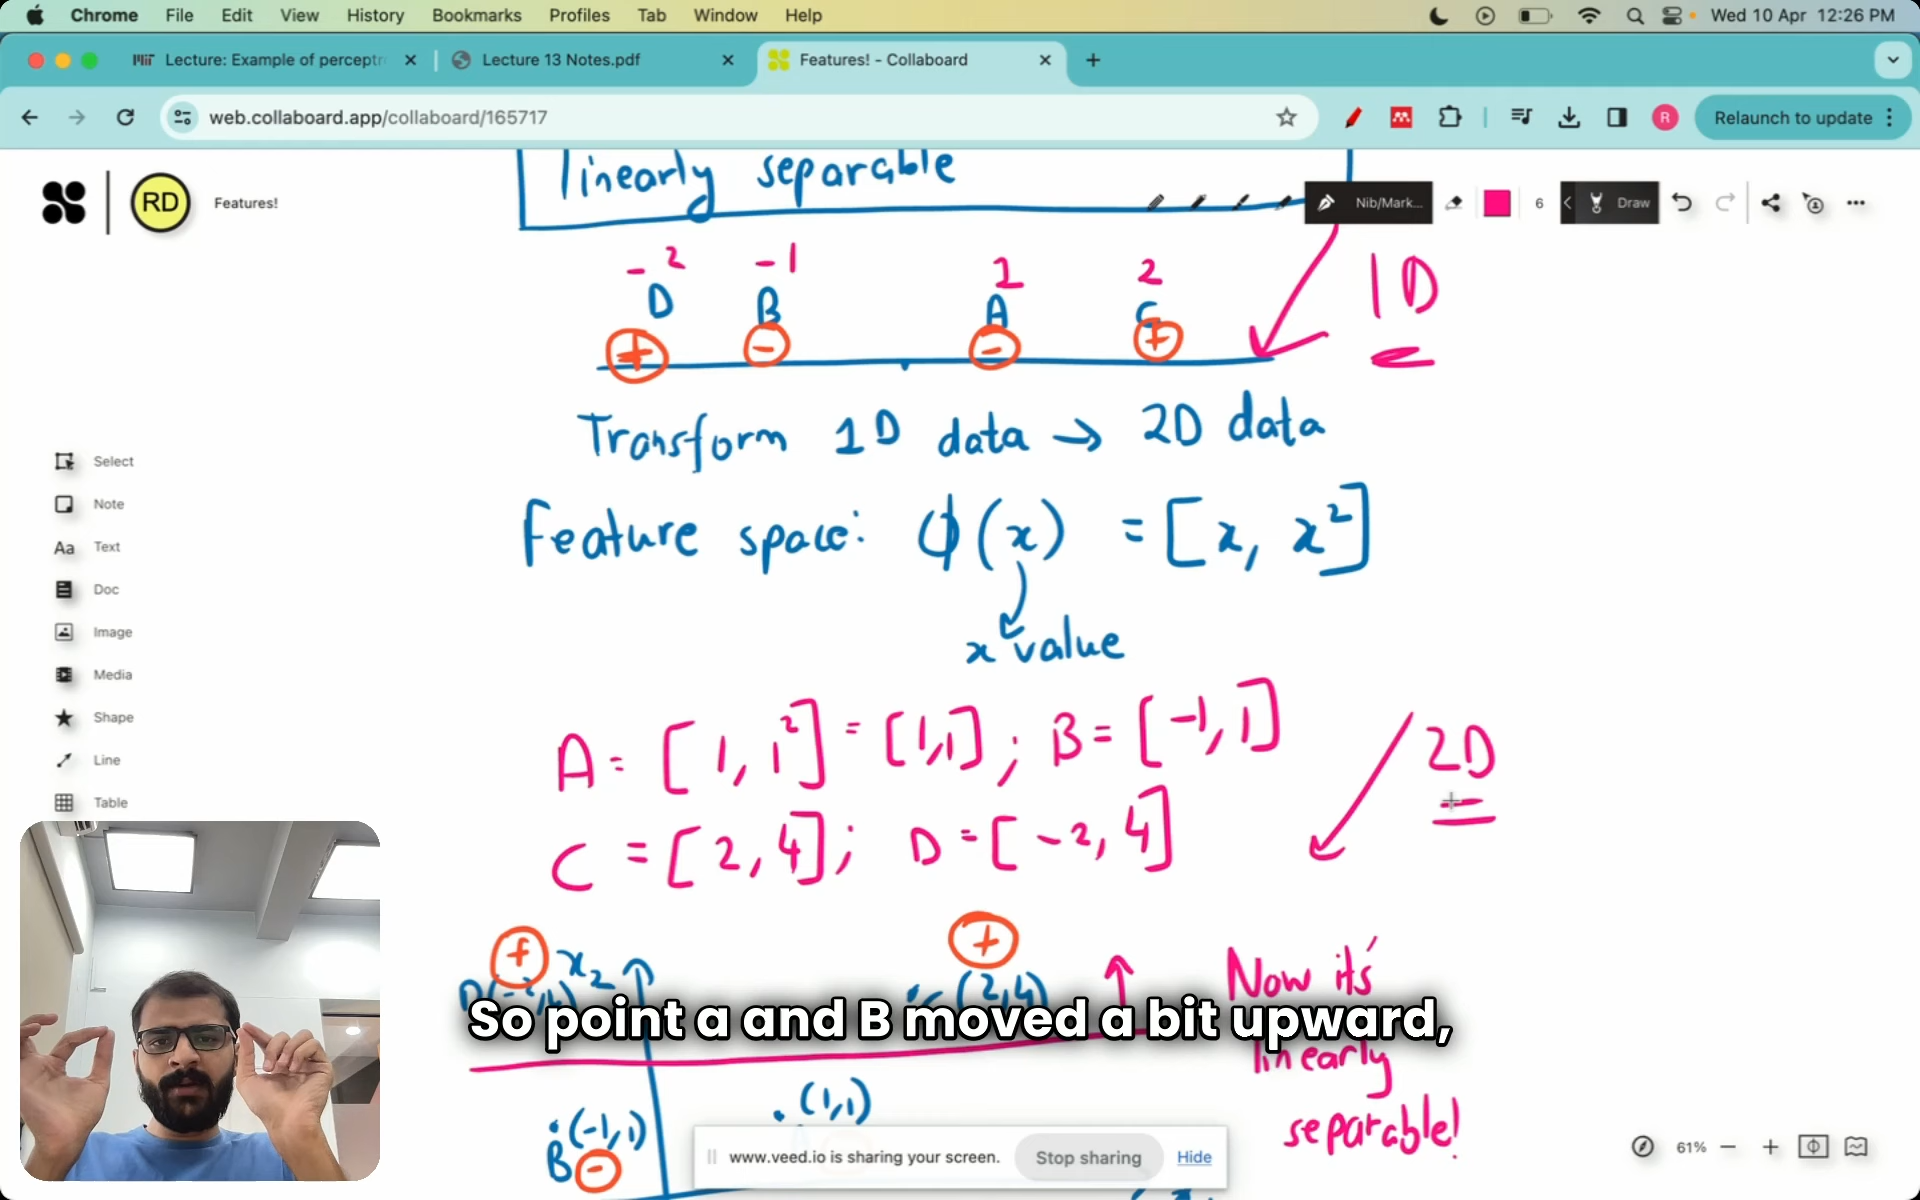 Chrome File Edit View History Bookmarks Profiles Tab Window Help Wed 10 Apr 12:26 PM
Lecture: Example of perceptr Lecture 13 Notes.pdf Features! - Collaboard
web.collaboard.app/collaboard/165717 R Relaunch to update
RD Features! Nib/Mark... 6 Draw
linearly separable
-2 -1 1 2
D B A C
+ - - +
1D
Transform 1D data → 2D data
Feature space: ϕ(x) = [x, x²]
x value
A = [1, 1²] = [1,1]; B = [-1, 1]
C = [2, 4]; D = [-2, 4]
2D
Select
Note
Aa Text
Doc
Image
Media
Shape
Line
Table
+ x₂ +
D(-2,4) C (2,4)
Now it's
linearly
separable!
So point a and B moved a bit upward,
(1,1)
(-1,1)
B -
www.veed.io is sharing your screen. Stop sharing Hide
61%